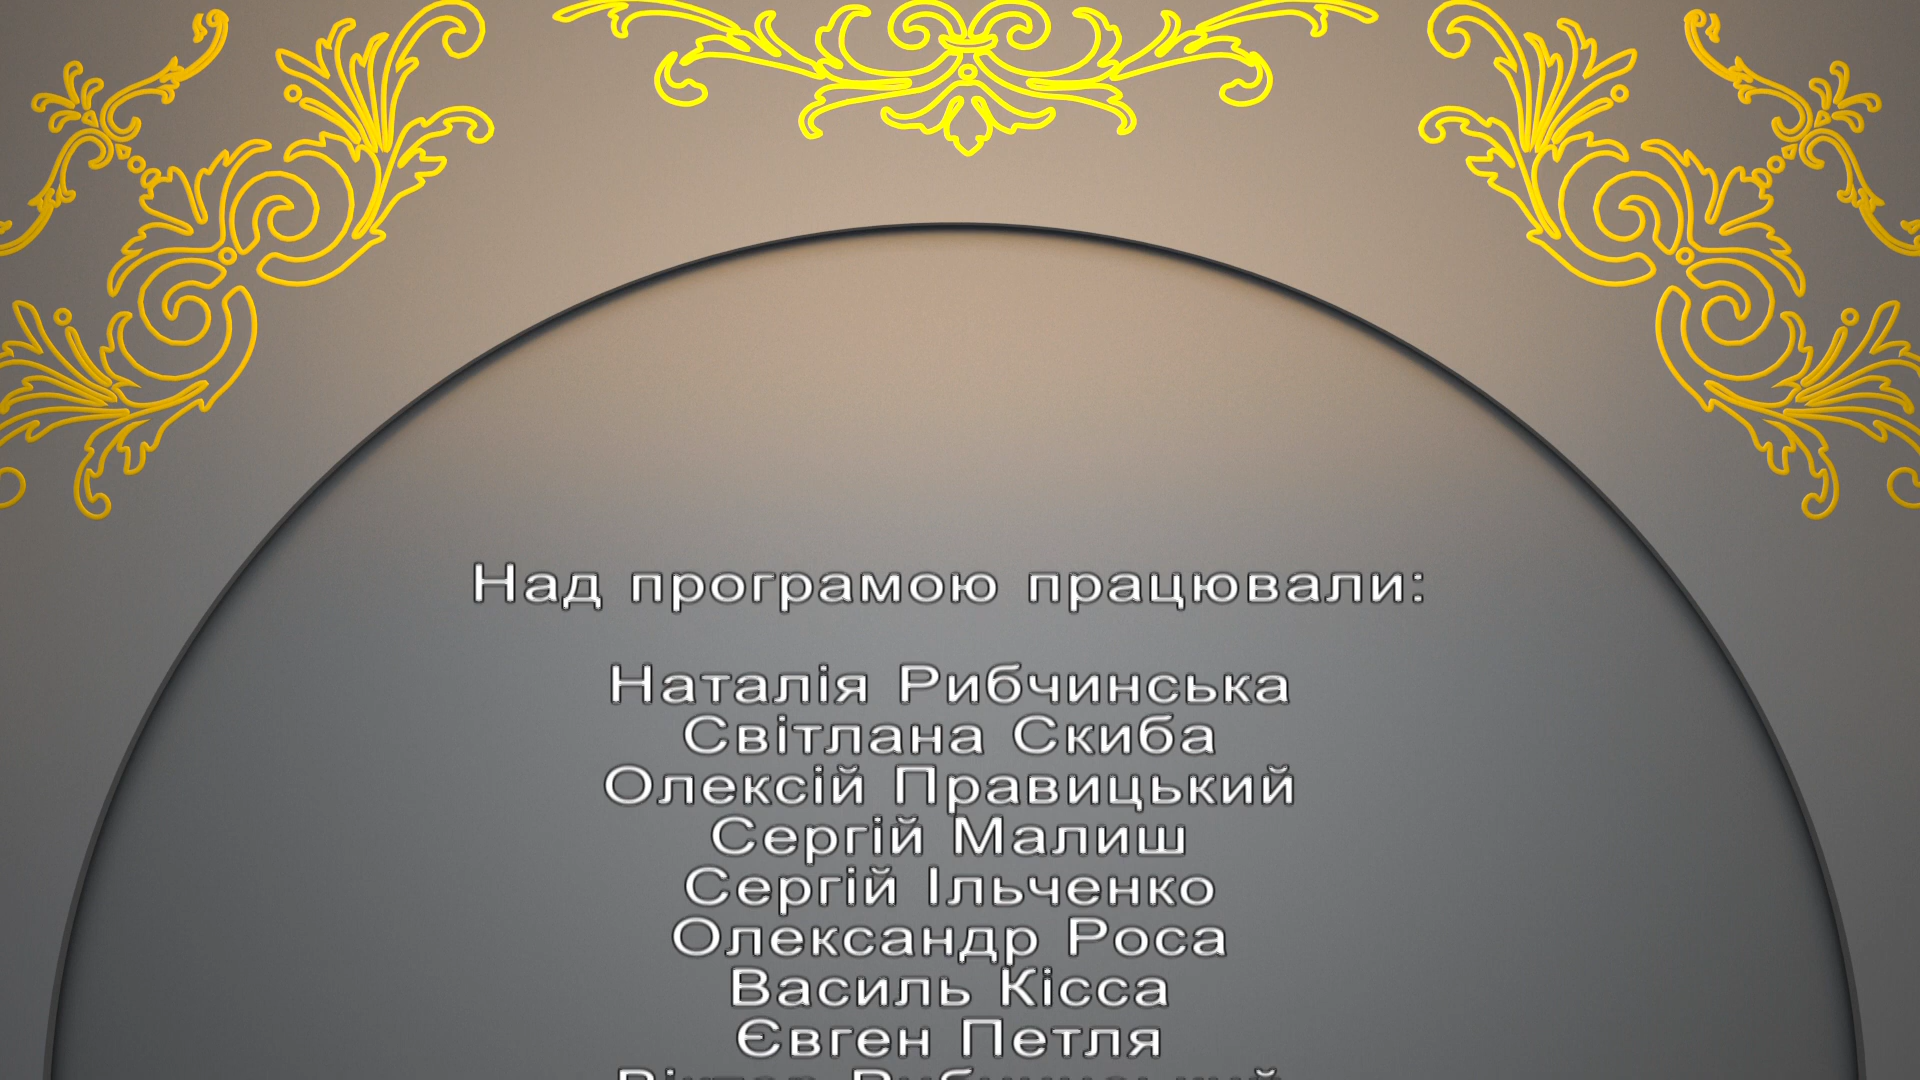 Над програмою працювали:
Наталія Рибчинська
Світлана Скиба
Олексій Правицький
Сергій Малиш
Сергій Ільченко
Олександр Роса
Василь Кісса
Євген Петля